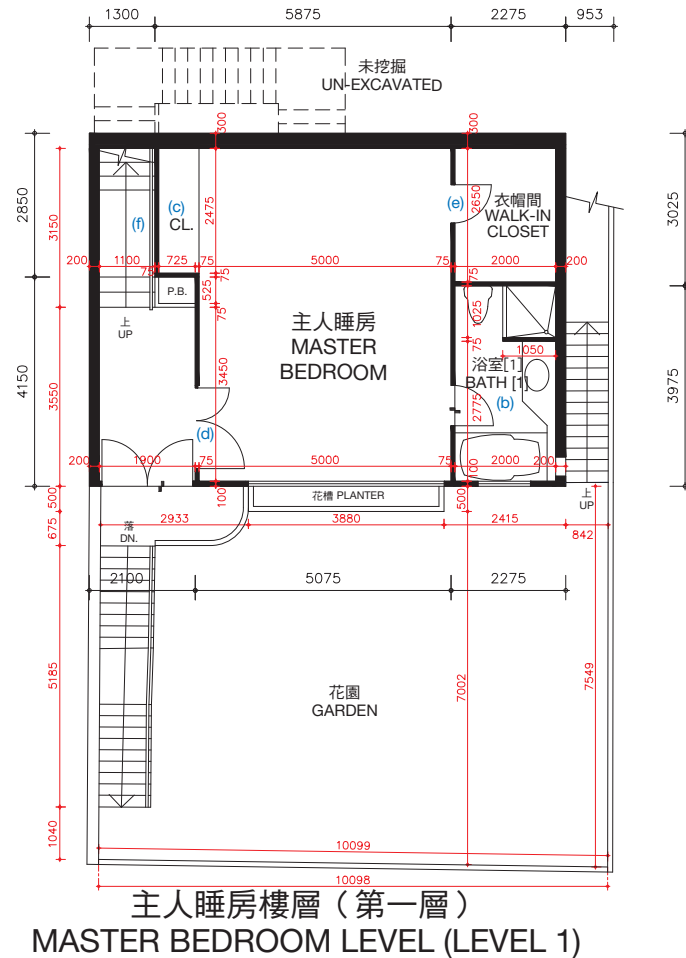 1300 5875 2275 953
未挖掘
UN-EXCAVATED
300 300
2850 3150 2475 2650 3025
(c)
CL.
(f)
(e)
衣帽間
WALK-IN
CLOSET
200 1100 75 725 75 5000 75 2000 200
75 75
P.B.
525
75
上
UP
主人睡房
MASTER
BEDROOM
1025
75
1050
浴室[1]
BATH [1]
(b)
4150 3550 3450 2775 3975
(d)
200 1900 75 5000 75 2000 200
100 100
花槽 PLANTER
500 500
上
UP
675
落
DN.
2933 3880 2415 842
2100 5075 2275
5185 7002 7549
花園
GARDEN
1040
10099
10098
主人睡房樓層（第一層）
MASTER BEDROOM LEVEL (LEVEL 1)